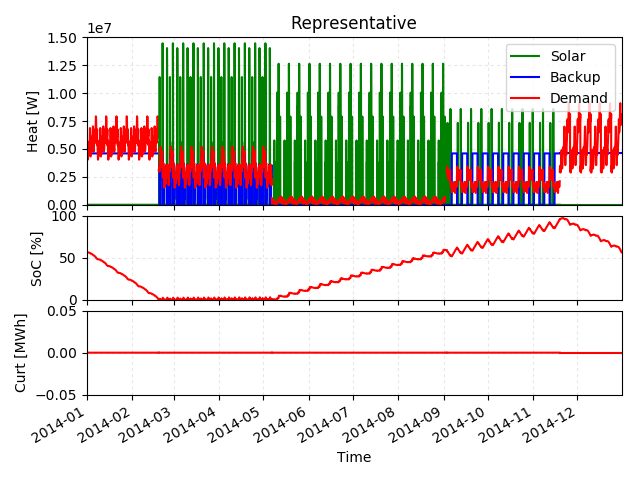 Representative
1e7
1.50
1.25
1.00
0.75
0.50
0.25
0.00
Heat [W]
Solar
Backup
Demand
100
50
0
SoC [%]
0.05
0.00
−0.05
Curt [MWh]
2014-01
2014-02
2014-03
2014-04
2014-05
2014-06
2014-07
2014-08
2014-09
2014-10
2014-11
2014-12
Time